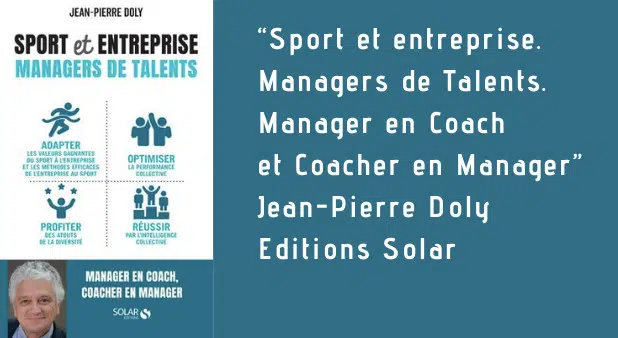 JEAN-PIERRE DOLY
SPORT et ENTREPRISE
MANAGERS DE TALENTS
ADAPTER
LES VALEURS GAGNANTES
DU SPORT À L'ENTREPRISE
ET LES MÉTHODES EFFICACES
DE L'ENTREPRISE AU SPORT
OPTIMISER
LA PERFORMANCE
COLLECTIVE
PROFITER
DES ATOUTS
DE LA DIVERSITÉ
RÉUSSIR
PAR L'INTELLIGENCE
COLLECTIVE
MANAGER EN COACH,
COACHER EN MANAGER
SOLAR
ÉDITIONS
"Sport et entreprise.
Managers de Talents.
Manager en Coach
et Coacher en Manager"
Jean-Pierre Doly
Editions Solar